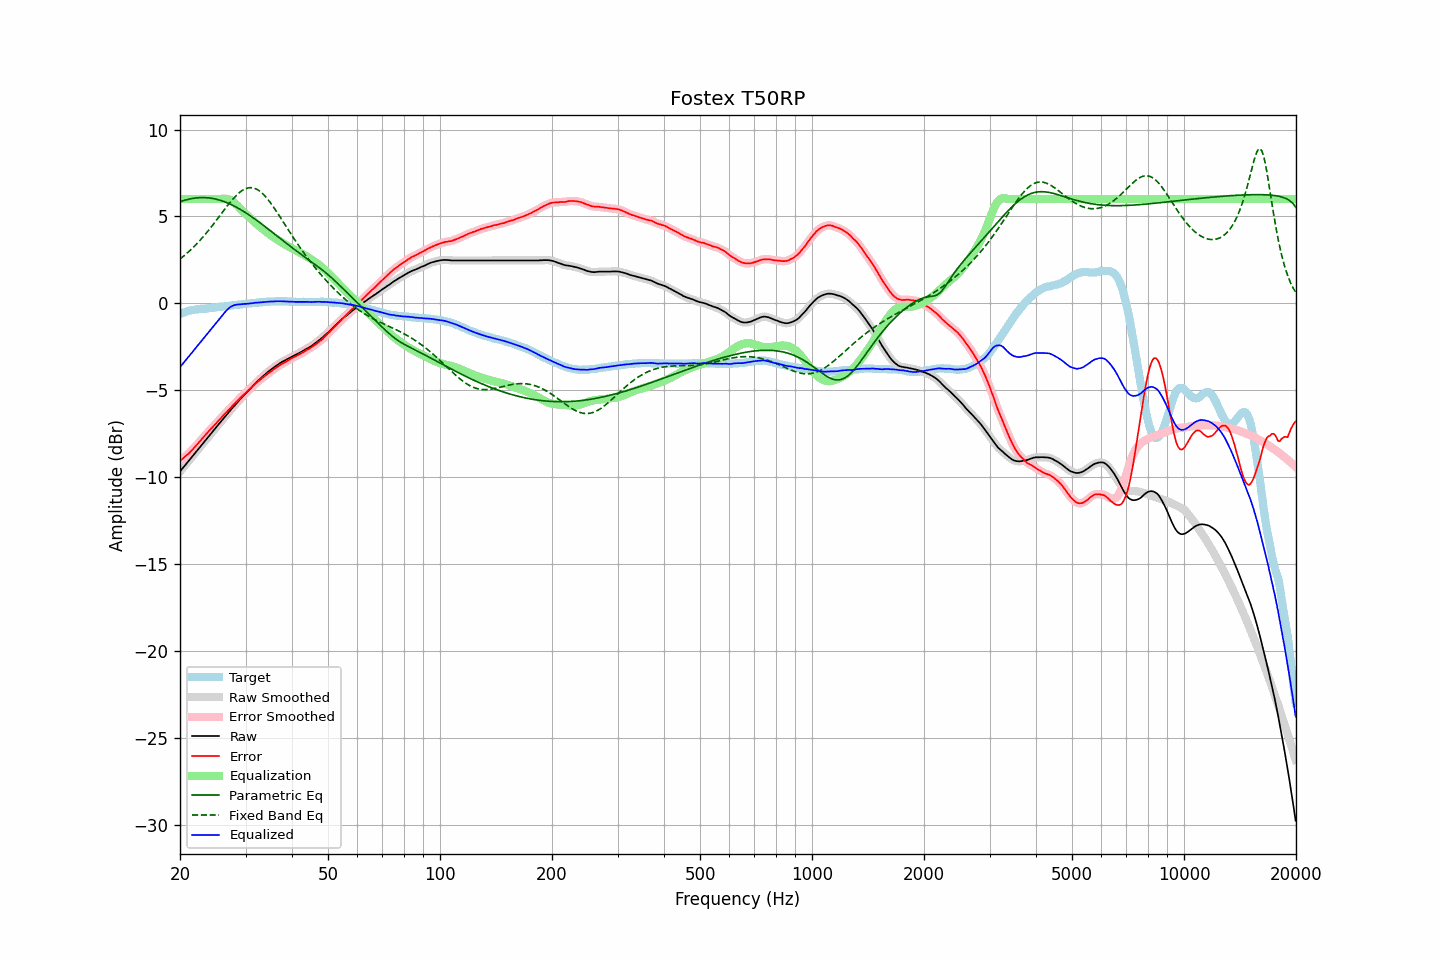 Fostex T50RP
10
5
0
−5
−10
−15
−20
−25
−30
Amplitude (dBr)
Target
Raw Smoothed
Error Smoothed
Raw
Error
Equalization
Parametric Eq
Fixed Band Eq
Equalized
20 50 100 200 500 1000 2000 5000 10000 20000
Frequency (Hz)